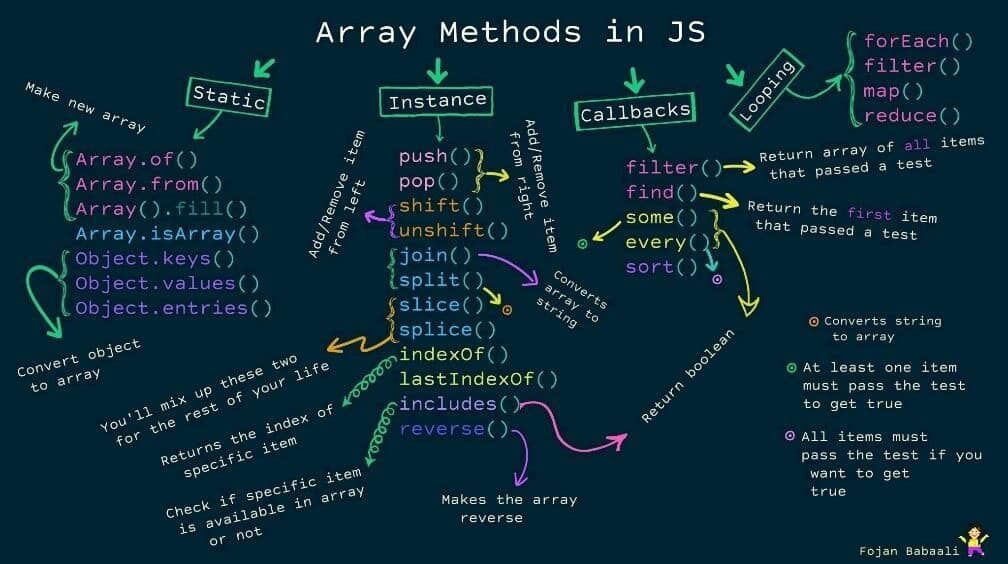 Array Methods in JS
Static
Make new array
Array.of()
Array.from()
Array().fill()
Array.isArray()
Object.keys()
Object.values()
Object.entries()
Convert object
to array
Instance
push()
pop()
shift()
unshift()
join()
split()
slice()
splice()
indexOf()
lastIndexOf()
includes()
reverse()
Add/Remove item
from left
Add/Remove item
from right
Converts
array to
string
You'll mix up these two
for the rest of your life
Returns the index of
specific item
Check if specific item
is available in array
or not
Makes the array
reverse
Callbacks
filter()
find()
some()
every()
sort()
Return array of all items
that passed a test
Return the first item
that passed a test
Return boolean
Looping
forEach()
filter()
map()
reduce()
Converts string
to array
At least one item
must pass the test
to get true
All items must
pass the test if you
want to get
true
Fojan Babaali